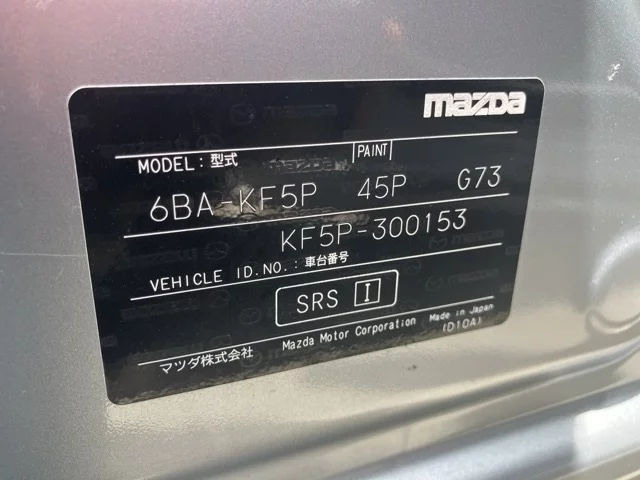 mazda
MODEL: 型式 PAINT
6BA-KF5P 45P G73
KF5P-300153
VEHICLE ID.NO.: 車台番号
SRS I
マツダ株式会社 Mazda Motor Corporation Made in Japan
(D10A)